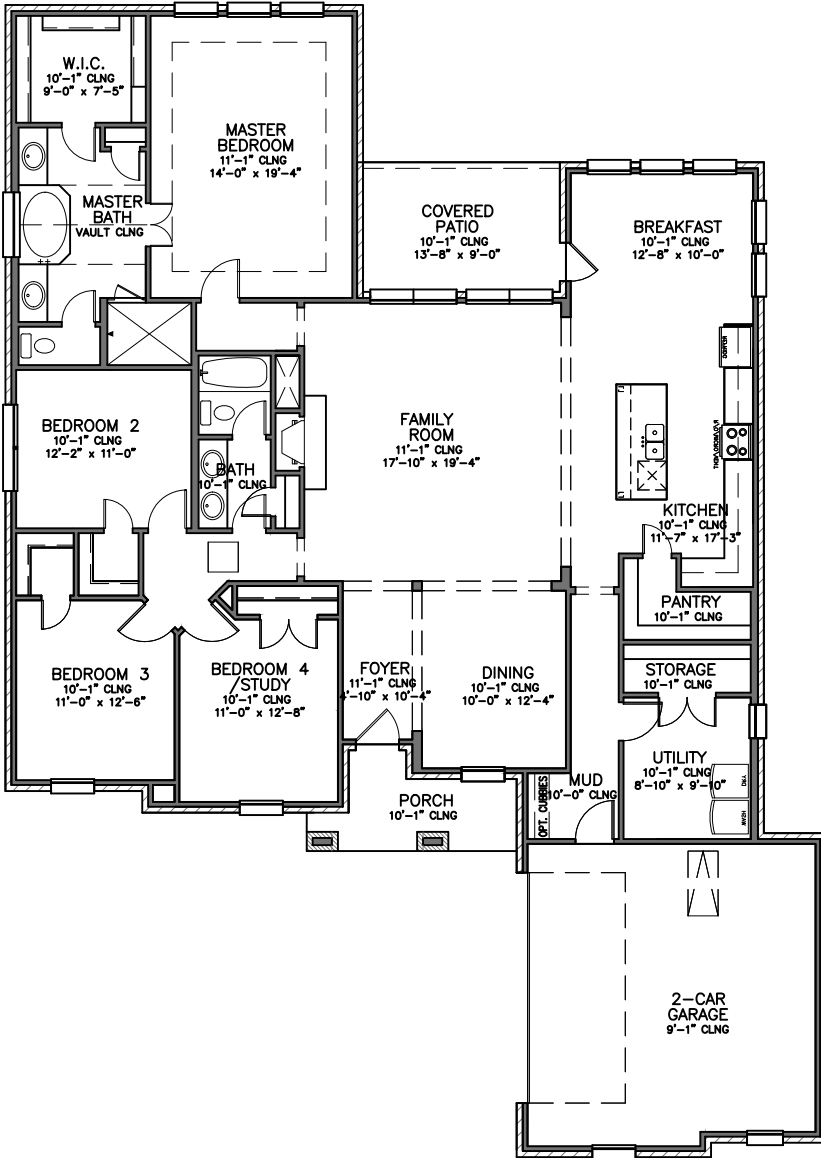 W.I.C.
10'-1" CLNG
9'-0" x 7'-5"
MASTER
BEDROOM
11'-1" CLNG
14'-0" x 19'-4"
MASTER
BATH
VAULT CLNG
COVERED
PATIO
10'-1" CLNG
13'-8" x 9'-0"
BREAKFAST
10'-1" CLNG
12'-8" x 10'-0"
BEDROOM 2
10'-1" CLNG
12'-2" x 11'-0"
BATH
10'-1" CLNG
FAMILY
ROOM
11'-1" CLNG
17'-10" x 19'-4"
KITCHEN
10'-1" CLNG
11'-7" x 17'-3"
PANTRY
10'-1" CLNG
BEDROOM 3
10'-1" CLNG
11'-0" x 12'-6"
BEDROOM 4
/STUDY
10'-1" CLNG
11'-0" x 12'-8"
FOYER
11'-1" CLNG
4'-10" x 10'-4"
DINING
10'-1" CLNG
10'-0" x 12'-4"
STORAGE
10'-1" CLNG
UTILITY
10'-1" CLNG
8'-10" x 9'-10"
MUD
10'-0" CLNG
OPT. CUBBIES
PORCH
10'-1" CLNG
2-CAR
GARAGE
9'-1" CLNG